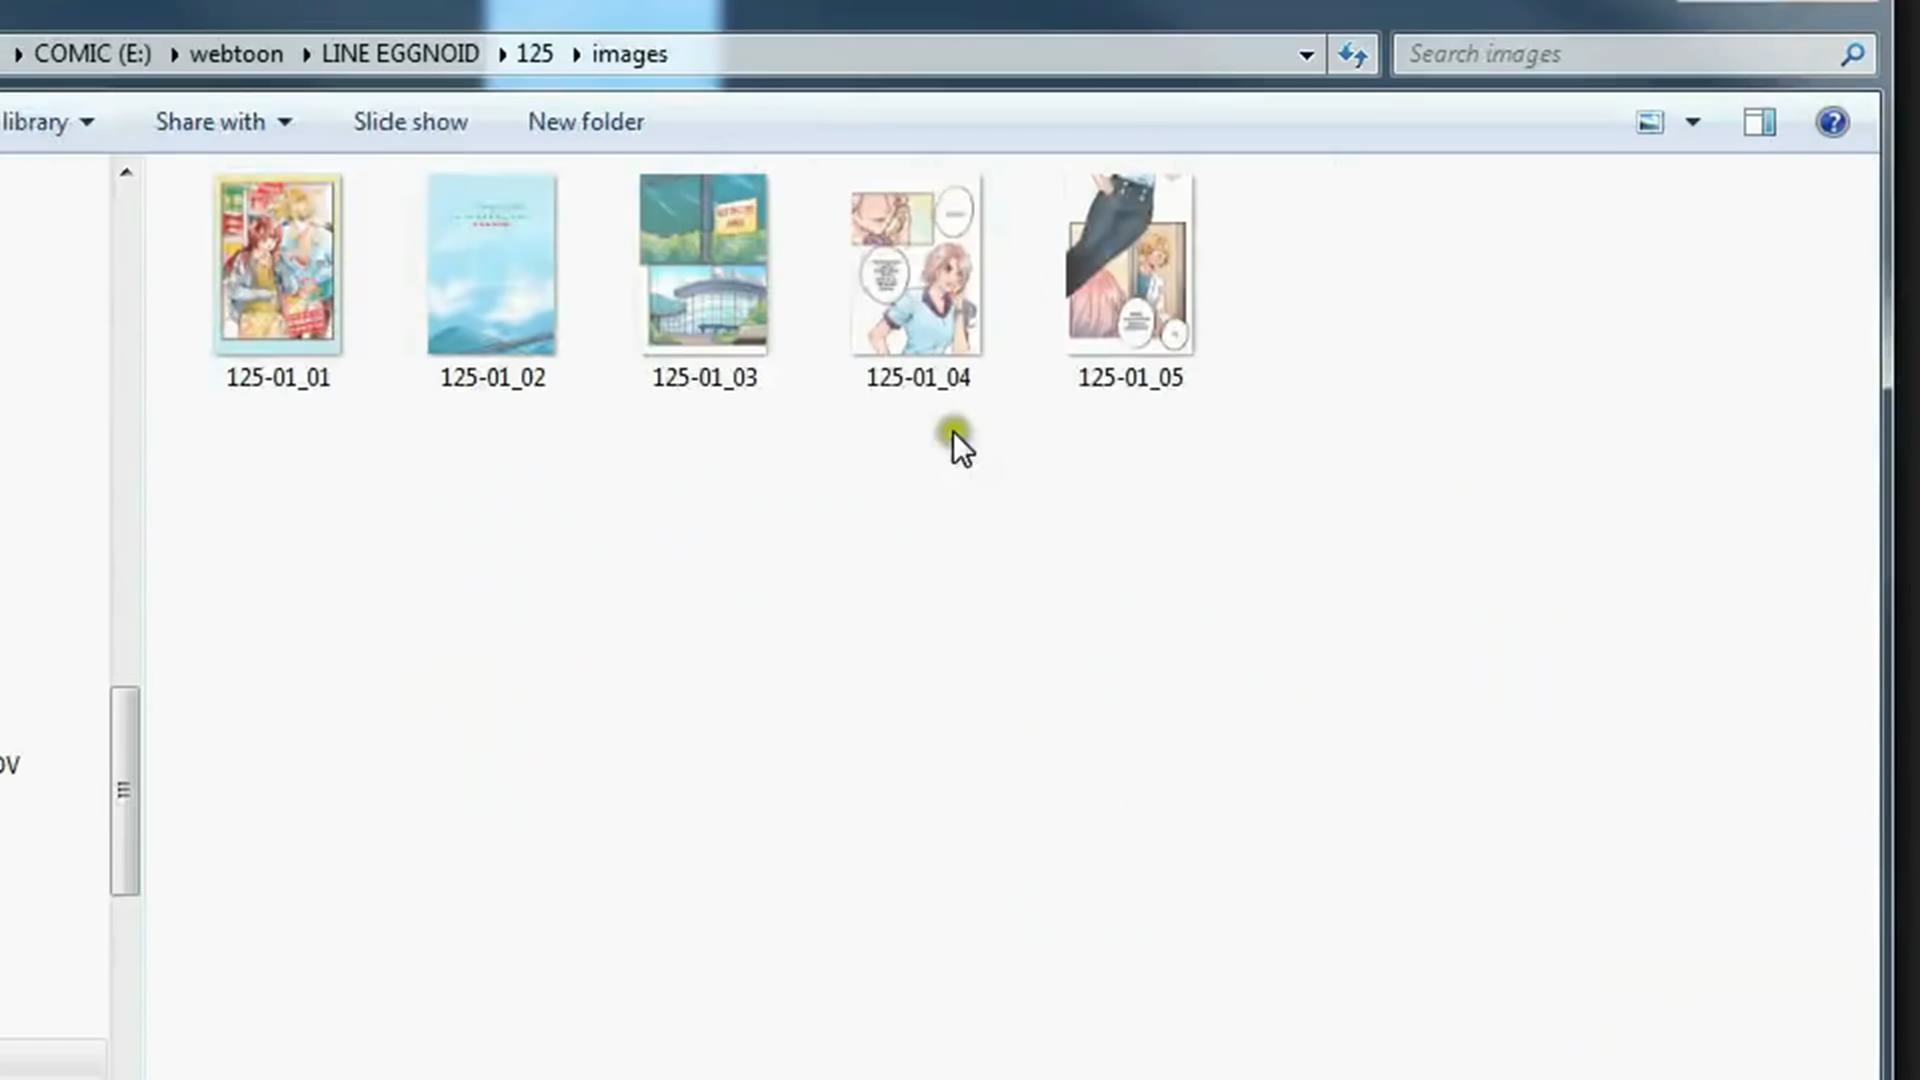 COMIC (E:) webtoon LINE EGGNOID 125 images
Search images
library Share with Slide show New folder
125-01_01 125-01_02 125-01_03 125-01_04 125-01_05
OV